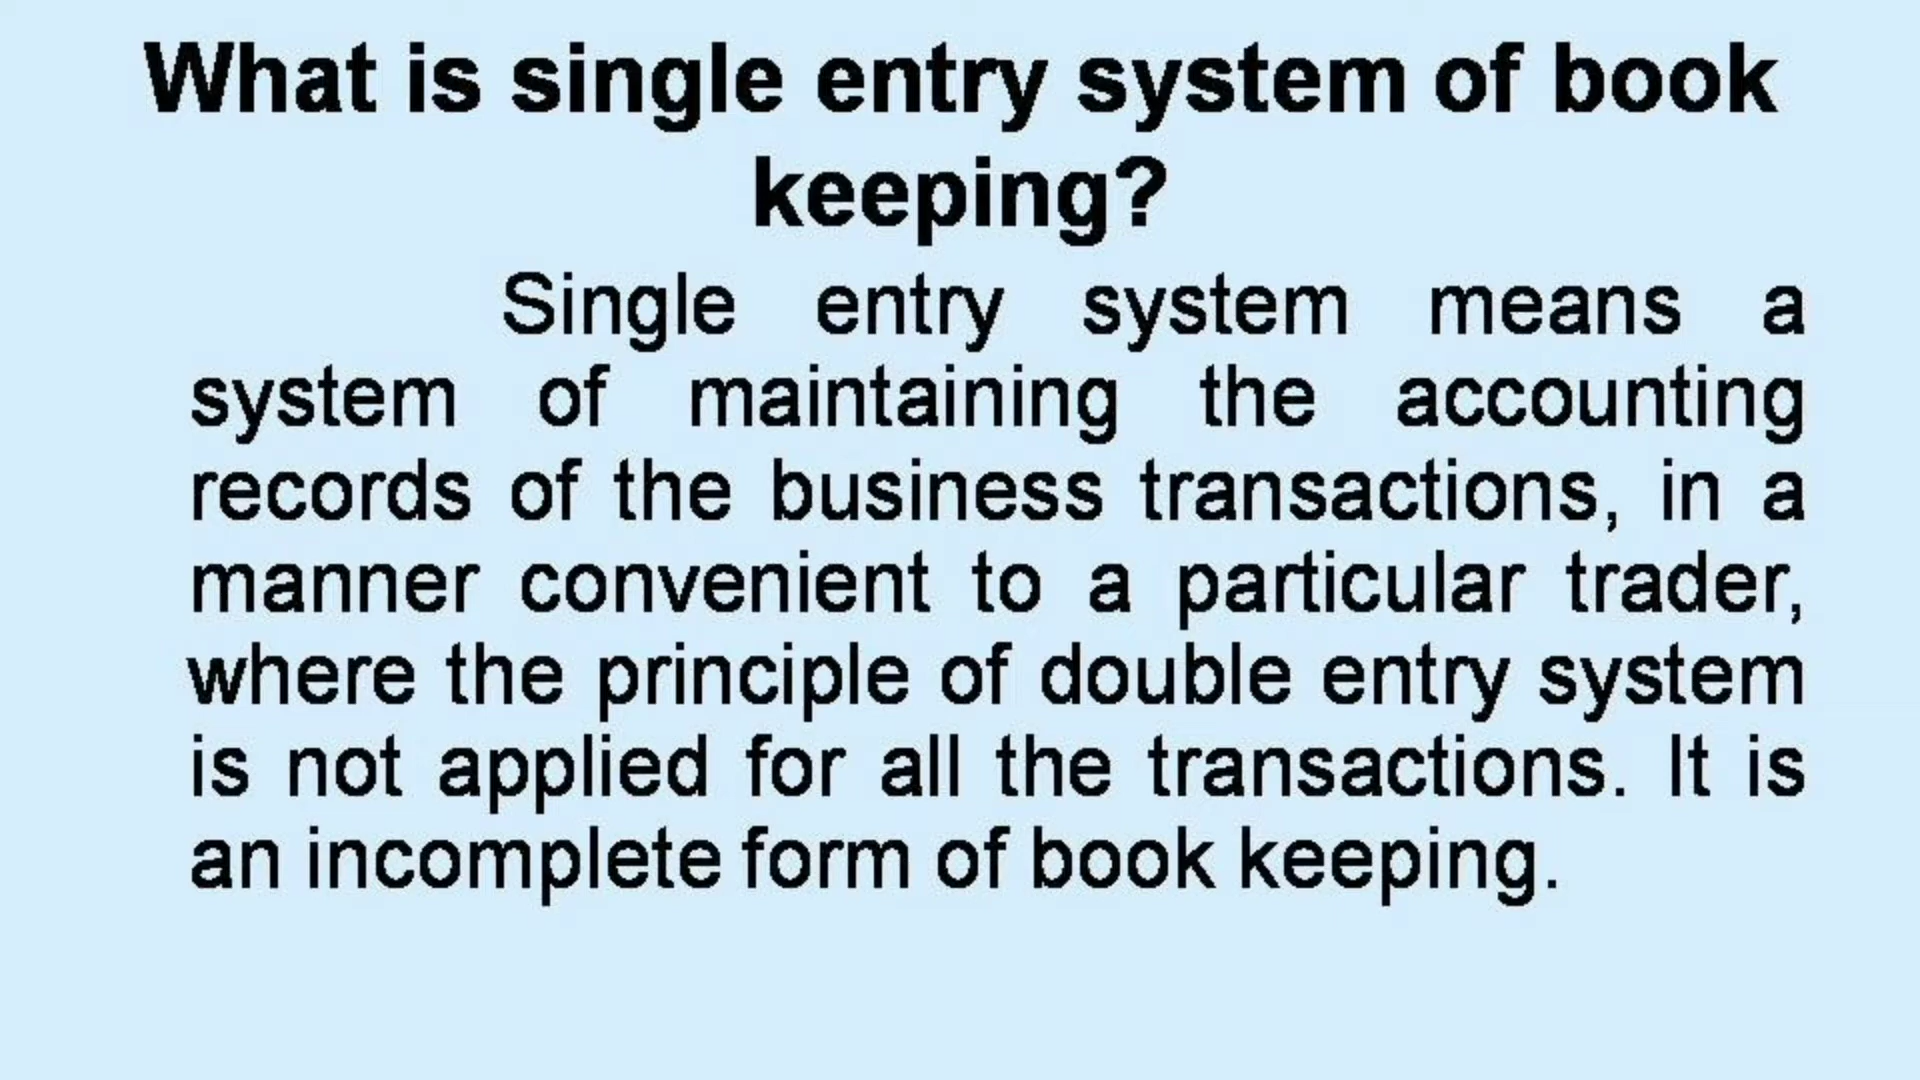 What is single entry system of book
keeping?
Single entry system means a
system of maintaining the accounting
records of the business transactions, in a
manner convenient to a particular trader,
where the principle of double entry system
is not applied for all the transactions. It is
an incomplete form of book keeping.